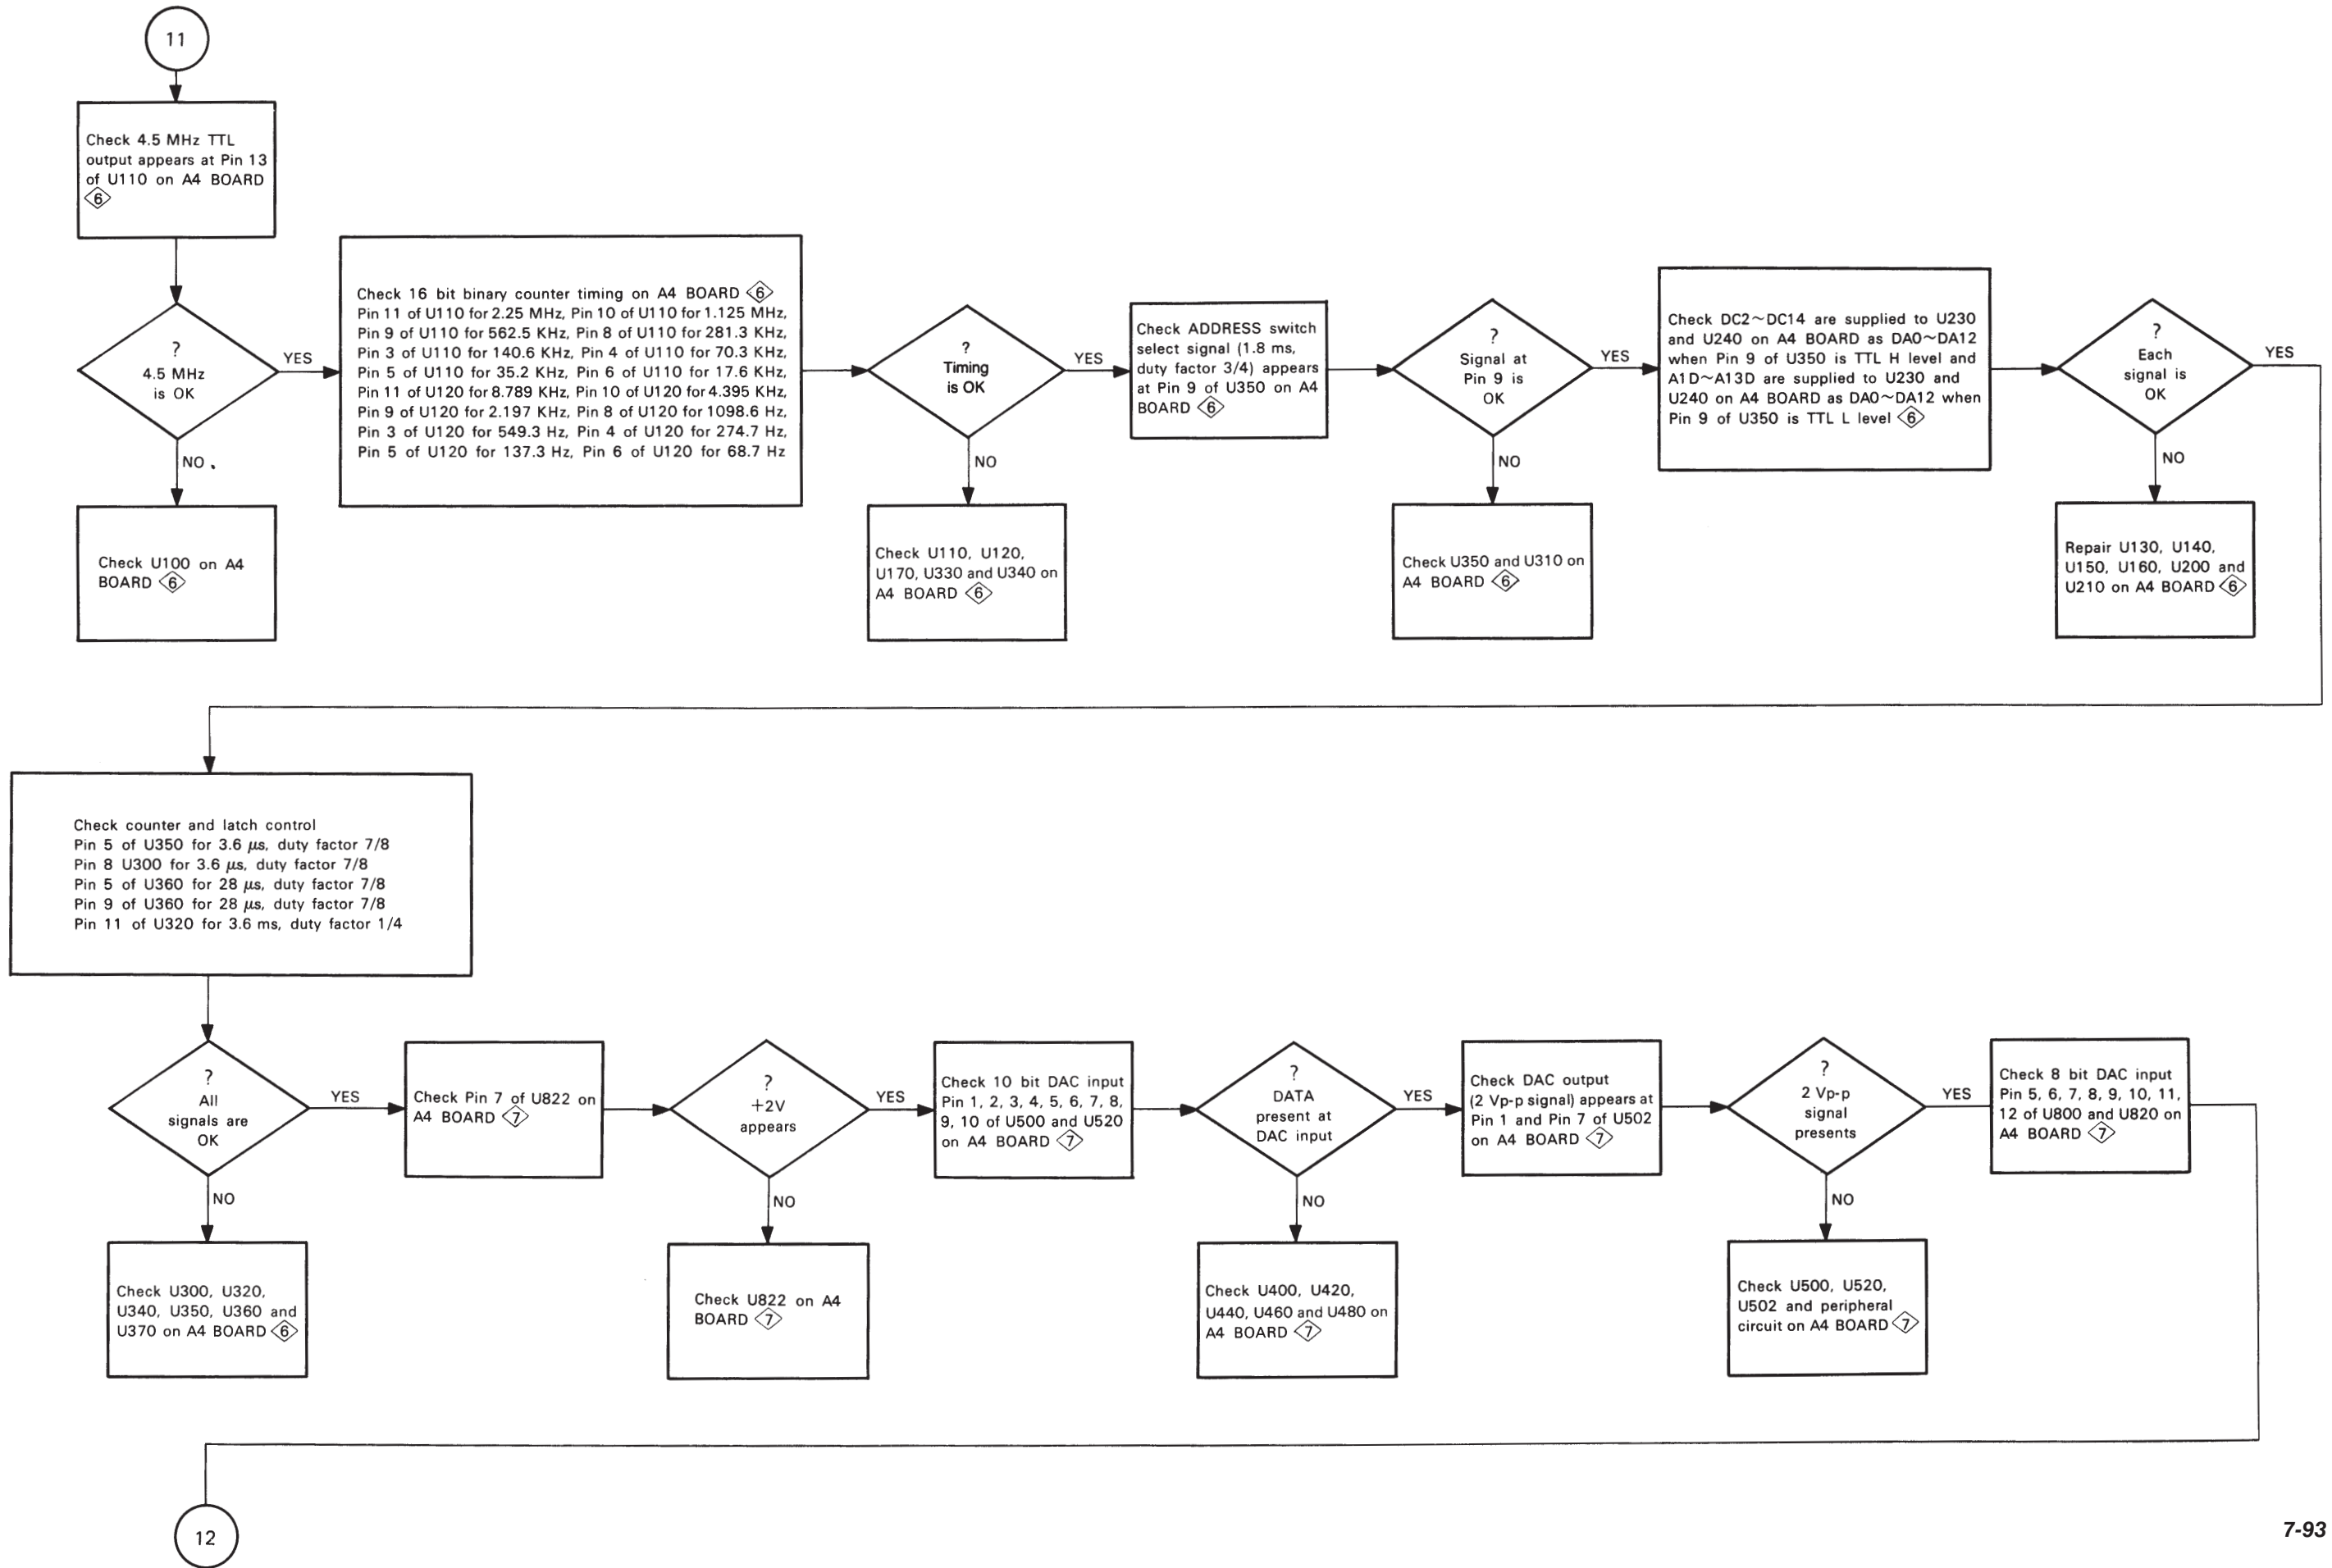 11
Check 4.5 MHz TTL
output appears at Pin 13
of U110 on A4 BOARD
6
?
4.5 MHz
is OK
YES
NO
Check U100 on A4
BOARD 6
Check 16 bit binary counter timing on A4 BOARD 6
Pin 11 of U110 for 2.25 MHz, Pin 10 of U110 for 1.125 MHz,
Pin 9 of U110 for 562.5 KHz, Pin 8 of U110 for 281.3 KHz,
Pin 3 of U110 for 140.6 KHz, Pin 4 of U110 for 70.3 KHz,
Pin 5 of U110 for 35.2 KHz, Pin 6 of U110 for 17.6 KHz,
Pin 11 of U120 for 8.789 KHz, Pin 10 of U120 for 4.395 KHz,
Pin 9 of U120 for 2.197 KHz, Pin 8 of U120 for 1098.6 Hz,
Pin 3 of U120 for 549.3 Hz, Pin 4 of U120 for 274.7 Hz,
Pin 5 of U120 for 137.3 Hz, Pin 6 of U120 for 68.7 Hz
?
Timing
is OK
YES
NO
Check U110, U120,
U170, U330 and U340 on
A4 BOARD 6
Check ADDRESS switch
select signal (1.8 ms,
duty factor 3/4) appears
at Pin 9 of U350 on A4
BOARD 6
?
Signal at
Pin 9 is
OK
YES
NO
Check U350 and U310 on
A4 BOARD 6
Check DC2~DC14 are supplied to U230
and U240 on A4 BOARD as DA0~DA12
when Pin 9 of U350 is TTL H level and
A1D~A13D are supplied to U230 and
U240 on A4 BOARD as DA0~DA12 when
Pin 9 of U350 is TTL L level 6
?
Each
signal is
OK
YES
NO
Repair U130, U140,
U150, U160, U200 and
U210 on A4 BOARD 6
Check counter and latch control
Pin 5 of U350 for 3.6 μs, duty factor 7/8
Pin 8 U300 for 3.6 μs, duty factor 7/8
Pin 5 of U360 for 28 μs, duty factor 7/8
Pin 9 of U360 for 28 μs, duty factor 7/8
Pin 11 of U320 for 3.6 ms, duty factor 1/4
?
All
signals are
OK
YES
NO
Check U300, U320,
U340, U350, U360 and
U370 on A4 BOARD 6
Check Pin 7 of U822 on
A4 BOARD 7
?
+2V
appears
YES
NO
Check U822 on A4
BOARD 7
Check 10 bit DAC input
Pin 1, 2, 3, 4, 5, 6, 7, 8,
9, 10 of U500 and U520
on A4 BOARD 7
?
DATA
present at
DAC input
YES
NO
Check U400, U420,
U440, U460 and U480 on
A4 BOARD 7
Check DAC output
(2 Vp-p signal) appears at
Pin 1 and Pin 7 of U502
on A4 BOARD 7
?
2 Vp-p
signal
presents
YES
NO
Check U500, U520,
U502 and peripheral
circuit on A4 BOARD 7
Check 8 bit DAC input
Pin 5, 6, 7, 8, 9, 10, 11,
12 of U800 and U820 on
A4 BOARD 7
12
7-93